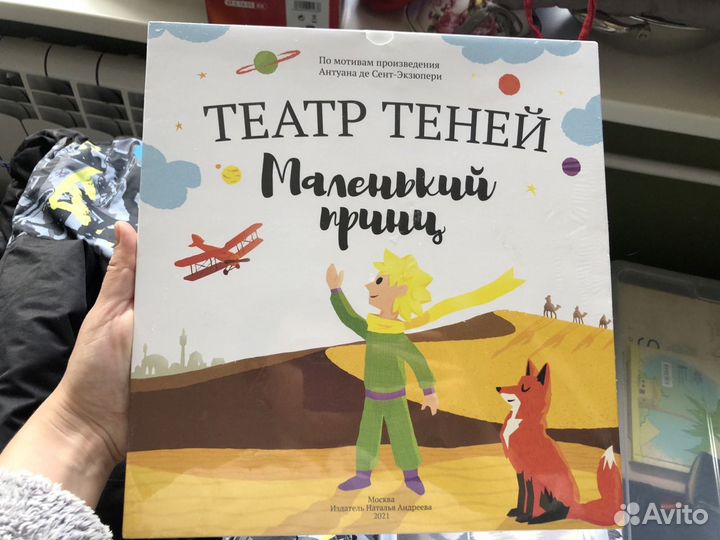 По мотивам произведения
Антуана де Сент-Экзюпери
ТЕАТР ТЕНЕЙ
Маленький
принц
Москва
Издатель Наталья Андреева
2021
Avito